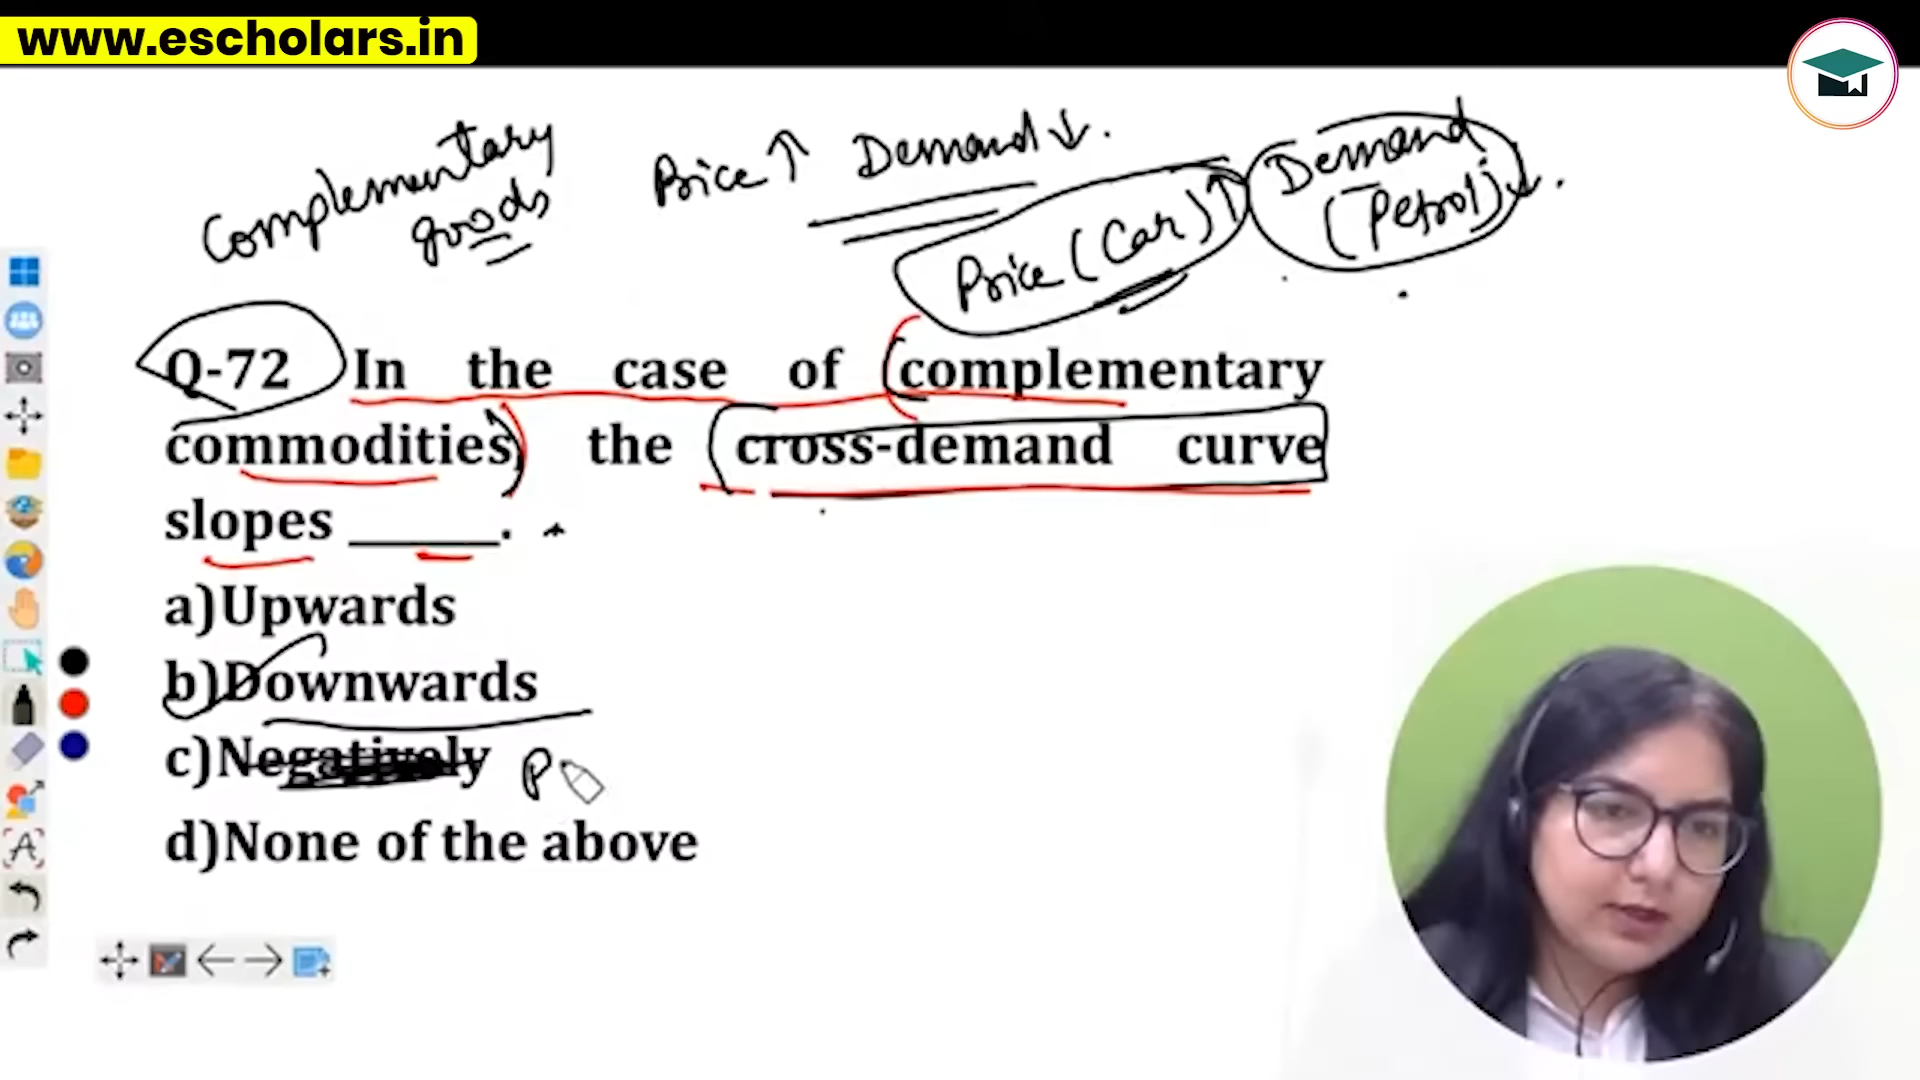 www.escholars.in
Complementary goods
Price ↑ Demand ↓.
Price (Car) ↑
Demand (Petrol) ↓.
Q-72 In the case of complementary
commodities, the cross-demand curve
slopes ______.
a)Upwards
b)Downwards
c)Negatively P
d)None of the above